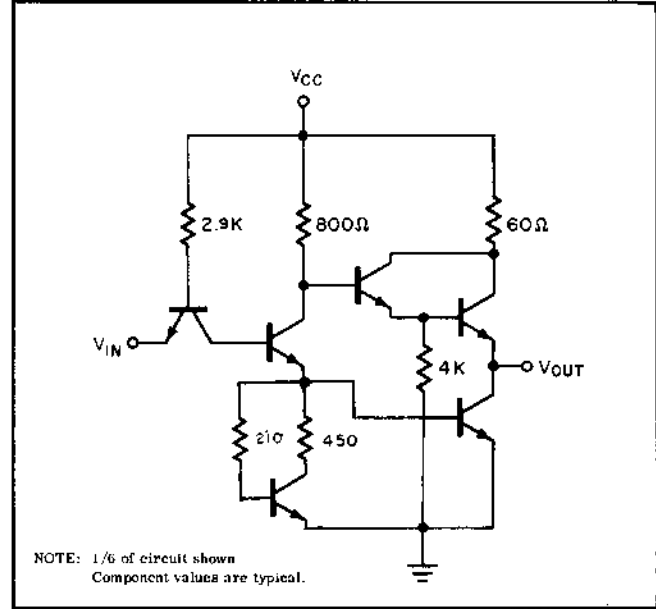 VCC
2.9K
800Ω
60Ω
VIN
4K
VOUT
210
450
NOTE: 1/6 of circuit shown
Component values are typical.